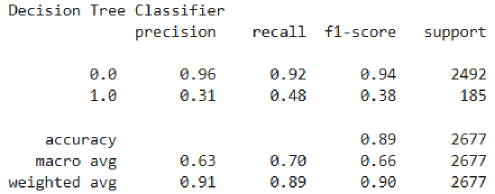 Decision Tree Classifier
precision recall f1-score support
0.0 0.96 0.92 0.94 2492
1.0 0.31 0.48 0.38 185
accuracy 0.89 2677
macro avg 0.63 0.70 0.66 2677
weighted avg 0.91 0.89 0.90 2677